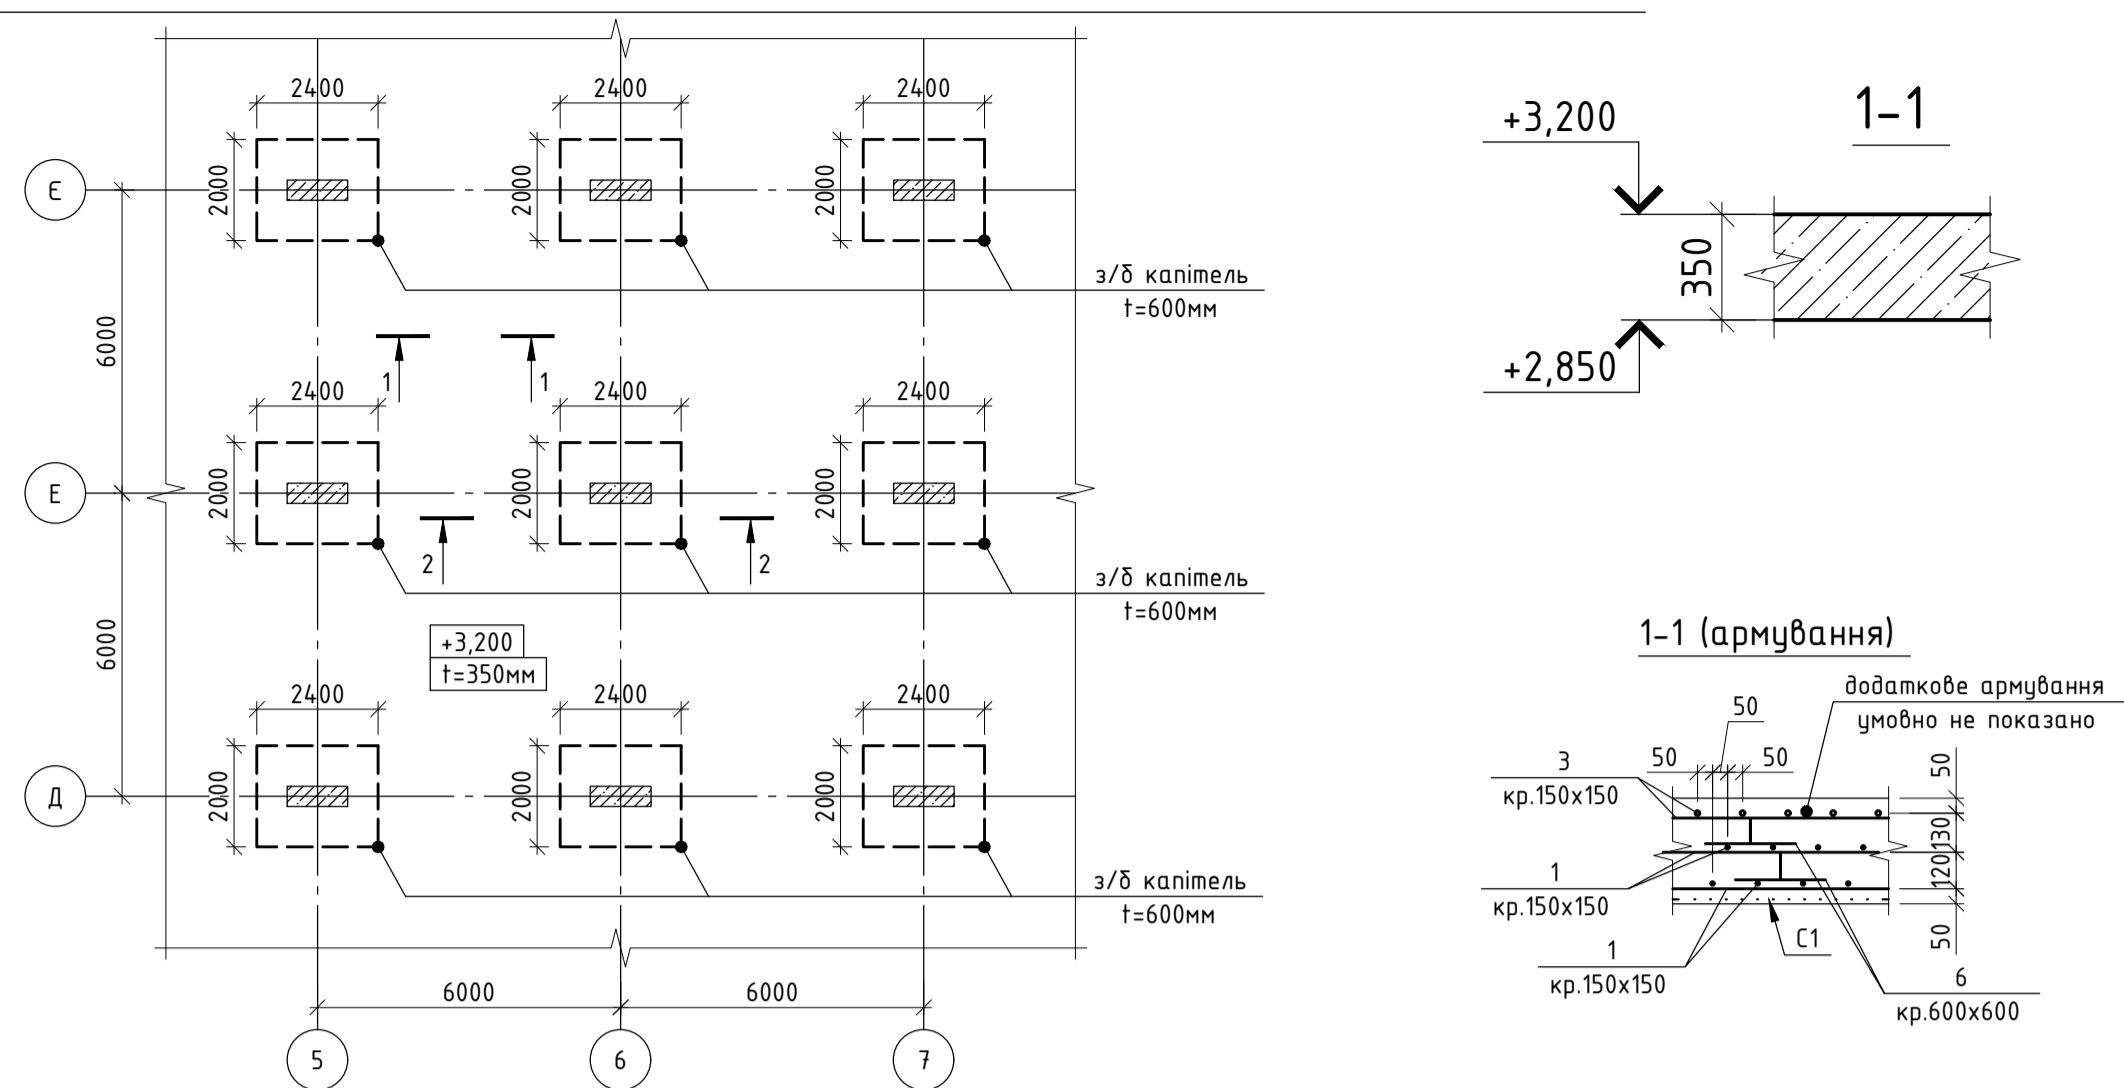 2400 2400 2400
2000 2000 2000
Є
з/б капітель
t=600мм
6000
1 1
2400 2400 2400
2000 2000 2000
Е
2 2
з/б капітель
t=600мм
+3,200
t=350мм
6000
2400 2400 2400
2000 2000 2000
Д
з/б капітель
t=600мм
6000 6000
5 6 7
1-1
+3,200
350
+2,850
1-1 (армування)
додаткове армування
умовно не показано
50
50 50
3
кр.150х150
1
кр.150х150
1
кр.150х150
С1
6
кр.600х600
50
130
120
50